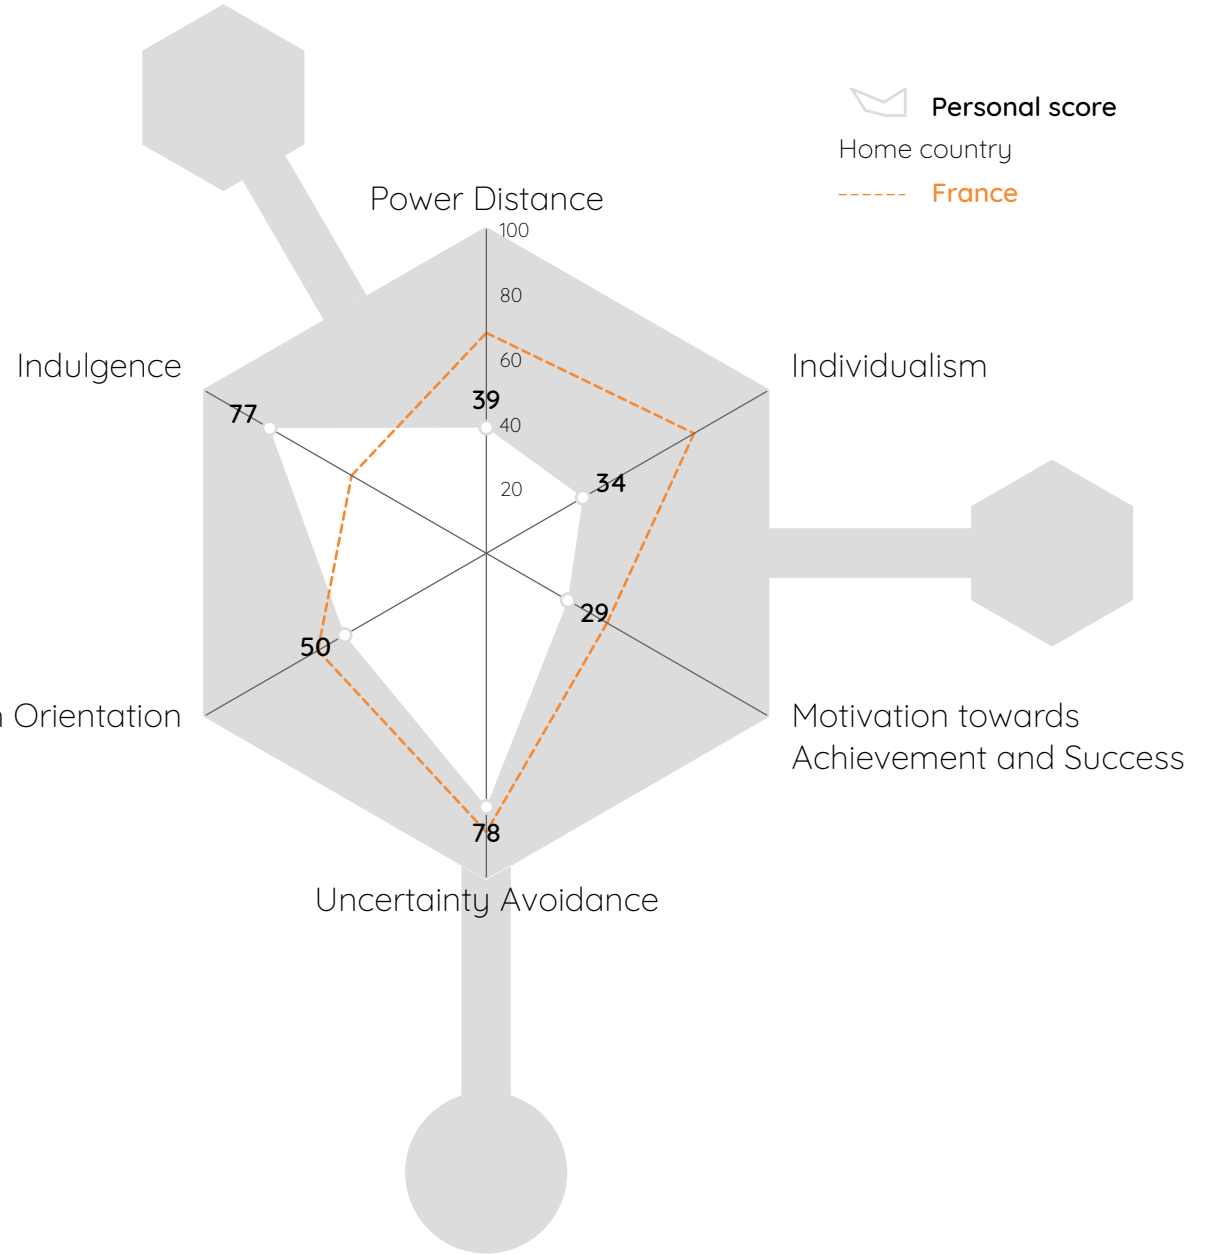 Personal score
Home country
France
Power Distance
100
80
60
39
40
20
Indulgence
77
Individualism
34
29
50
Orientation
Motivation towards
Achievement and Success
78
Uncertainty Avoidance